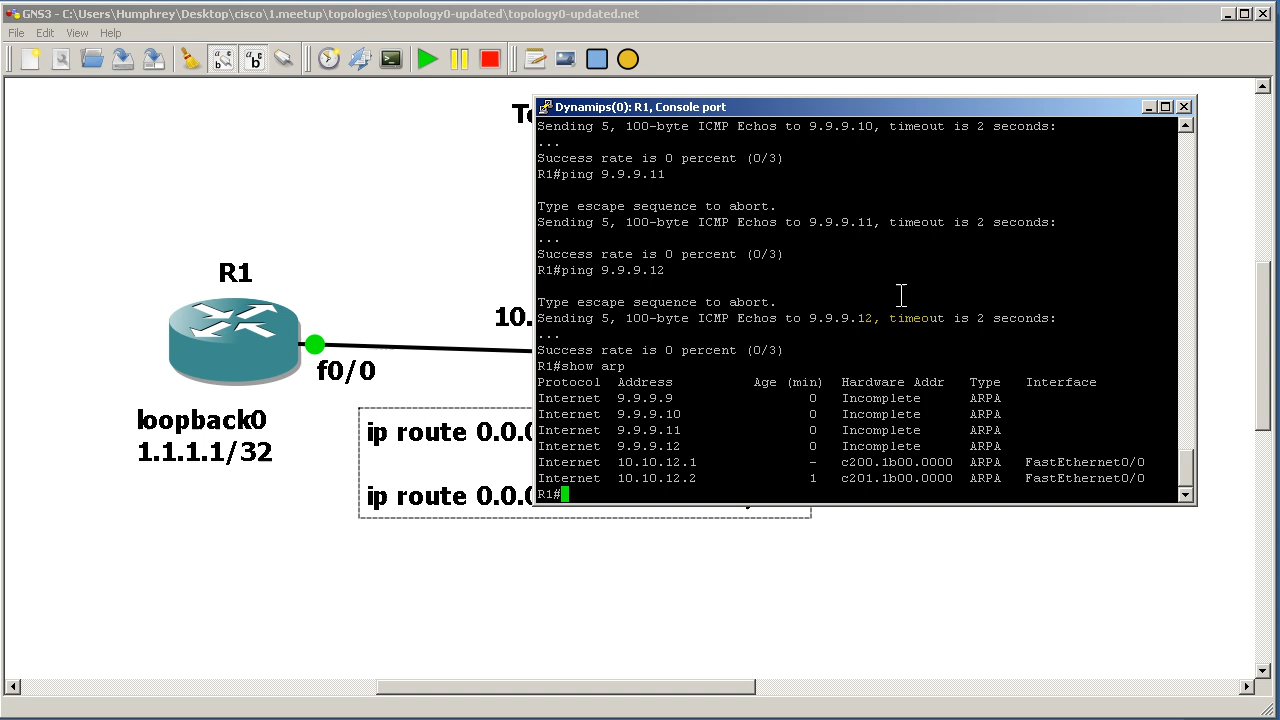 GNS3 - C:\Users\Humphrey\Desktop\cisco\1.meetup\topologies\topology0-updated\topology0-updated.net
File Edit View Help
R1
f0/0
10.
loopback0
1.1.1.1/32
ip route 0.0.
ip route 0.0.
Dynamips(0): R1, Console port
Sending 5, 100-byte ICMP Echos to 9.9.9.10, timeout is 2 seconds:
...
Success rate is 0 percent (0/3)
R1#ping 9.9.9.11
Type escape sequence to abort.
Sending 5, 100-byte ICMP Echos to 9.9.9.11, timeout is 2 seconds:
...
Success rate is 0 percent (0/3)
R1#ping 9.9.9.12
Type escape sequence to abort.
Sending 5, 100-byte ICMP Echos to 9.9.9.12, timeout is 2 seconds:
...
Success rate is 0 percent (0/3)
R1#show arp
Protocol Address Age (min) Hardware Addr Type Interface
Internet 9.9.9.9 0 Incomplete ARPA
Internet 9.9.9.10 0 Incomplete ARPA
Internet 9.9.9.11 0 Incomplete ARPA
Internet 9.9.9.12 0 Incomplete ARPA
Internet 10.10.12.1 - c200.1b00.0000 ARPA FastEthernet0/0
Internet 10.10.12.2 1 c201.1b00.0000 ARPA FastEthernet0/0
R1#